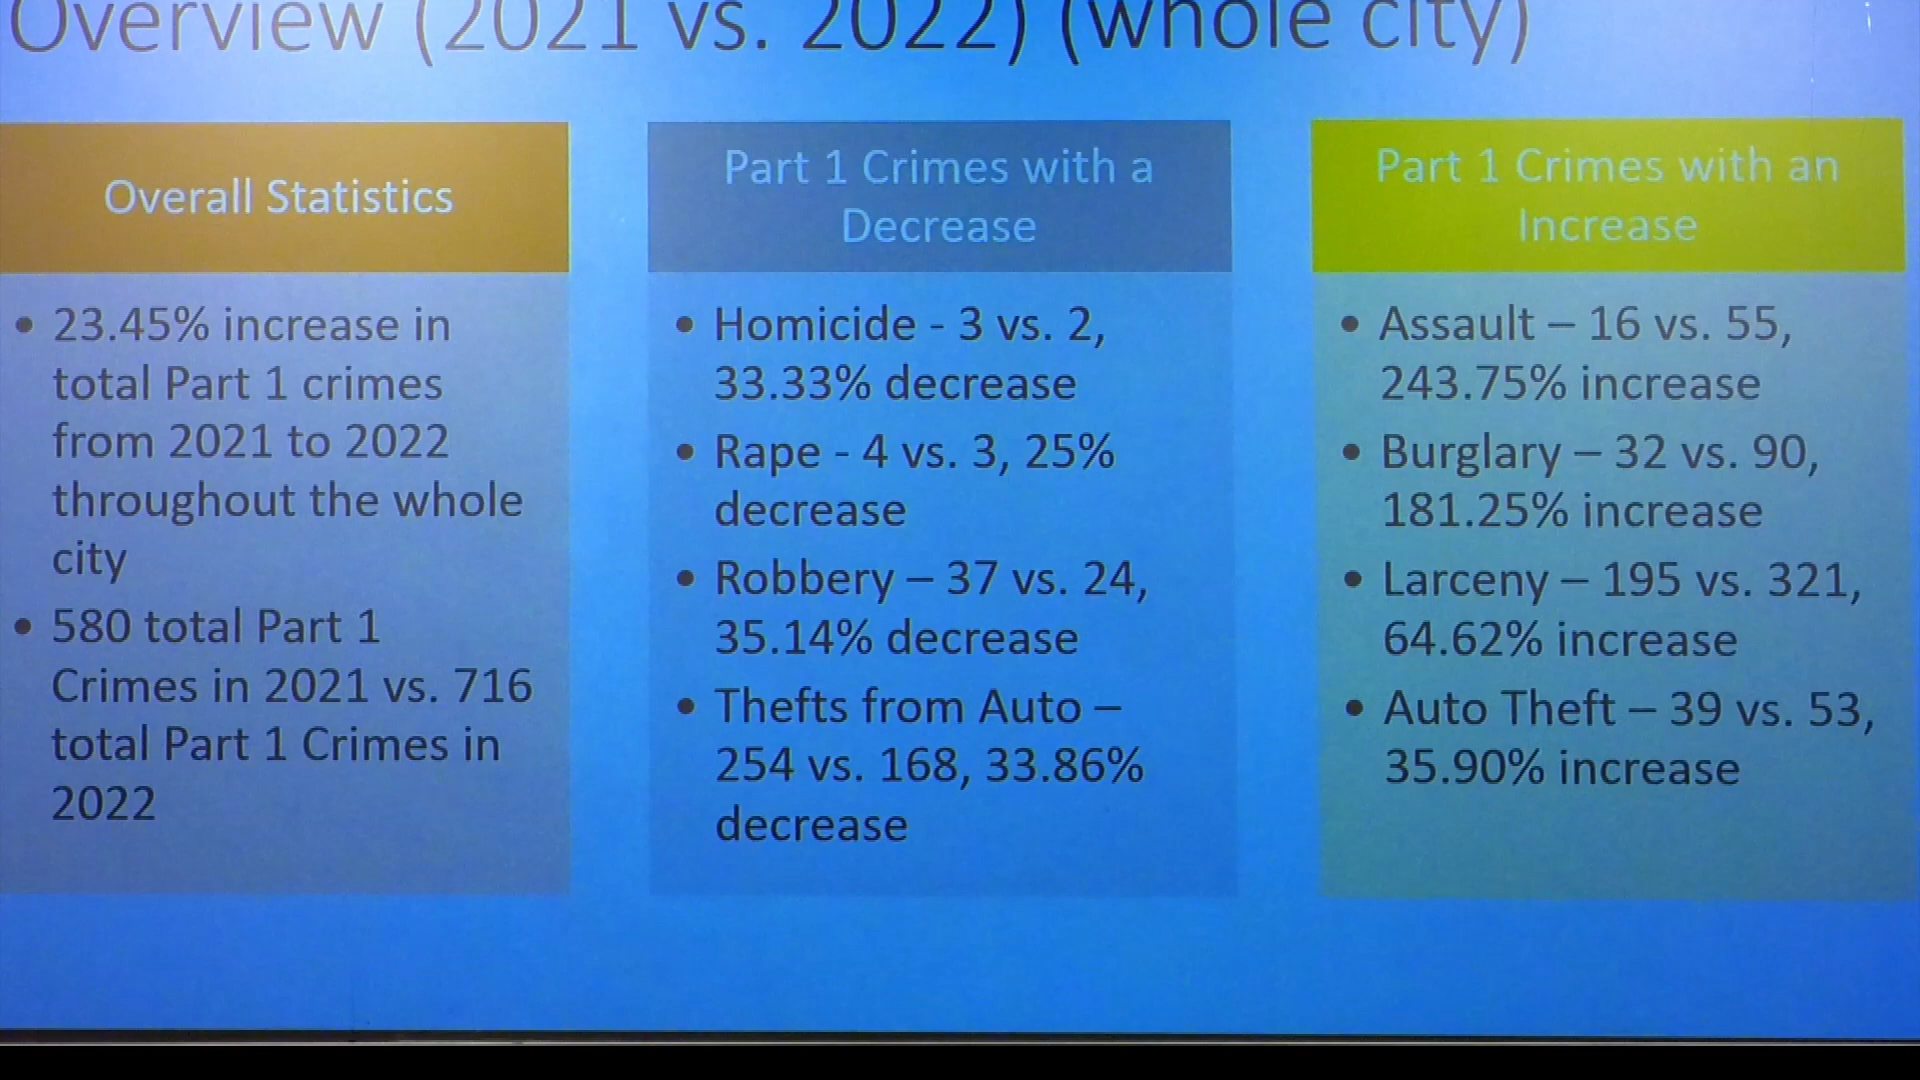 Overview (2021 vs. 2022) (whole city)
Overall Statistics
• 23.45% increase in
total Part 1 crimes
from 2021 to 2022
throughout the whole
city
• 580 total Part 1
Crimes in 2021 vs. 716
total Part 1 Crimes in
2022
Part 1 Crimes with a
Decrease
• Homicide - 3 vs. 2,
33.33% decrease
• Rape - 4 vs. 3, 25%
decrease
• Robbery – 37 vs. 24,
35.14% decrease
• Thefts from Auto –
254 vs. 168, 33.86%
decrease
Part 1 Crimes with an
Increase
• Assault – 16 vs. 55,
243.75% increase
• Burglary – 32 vs. 90,
181.25% increase
• Larceny – 195 vs. 321,
64.62% increase
• Auto Theft – 39 vs. 53,
35.90% increase